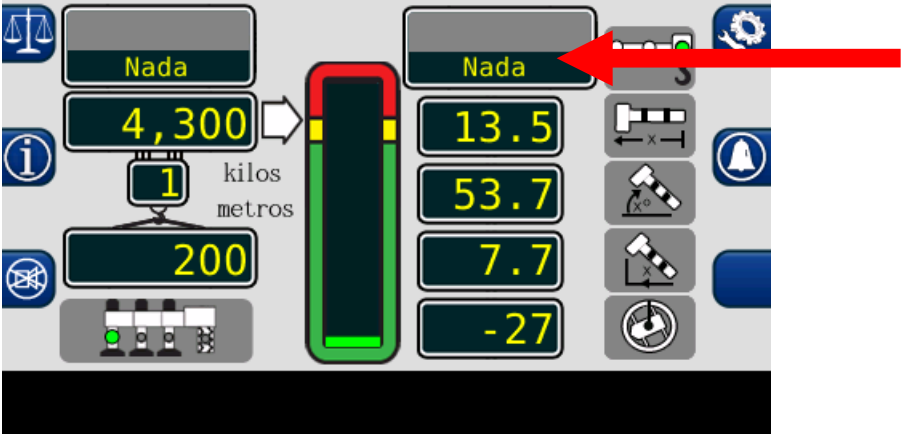 Nada
Nada
4,300
13.5
1
kilos
metros
53.7
x°
200
7.7
x
-27
x